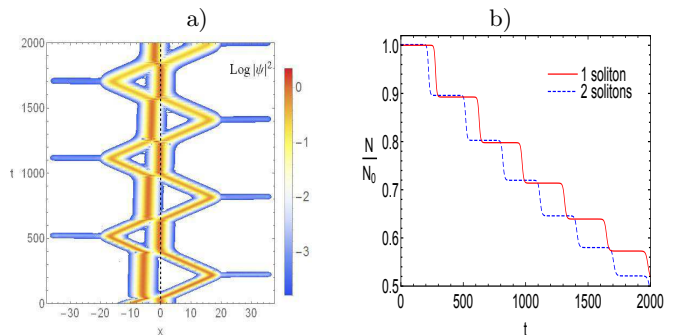 a)
b)
2000
1500
1000
500
0
t
−30 −20 −10 0 10 20 30
x
Log |ψ|²
0
−1
−2
−3
1.0
0.9
0.8
0.7
0.6
0.5
N
N₀
1 soliton
2 solitons
0 500 1000 1500 2000
t